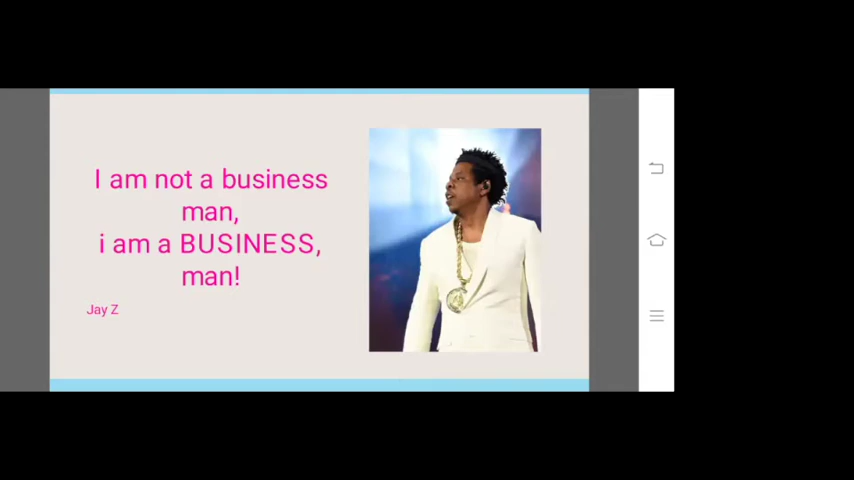 I am not a business
man,
i am a BUSINESS,
man!
Jay Z